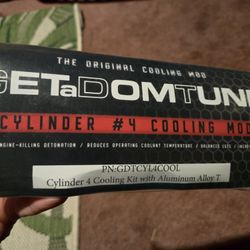 THE ORIGINAL COOLING MOD
GETaDOMTUNE
CYLINDER #4 COOLING MOD
ENGINE-KILLING DETONATION / REDUCES OPERATING COOLANT TEMPERATURE / BALANCES
PN:GDTCYL4COOL
Cylinder 4 Cooling Kit with Aluminum Alloy T